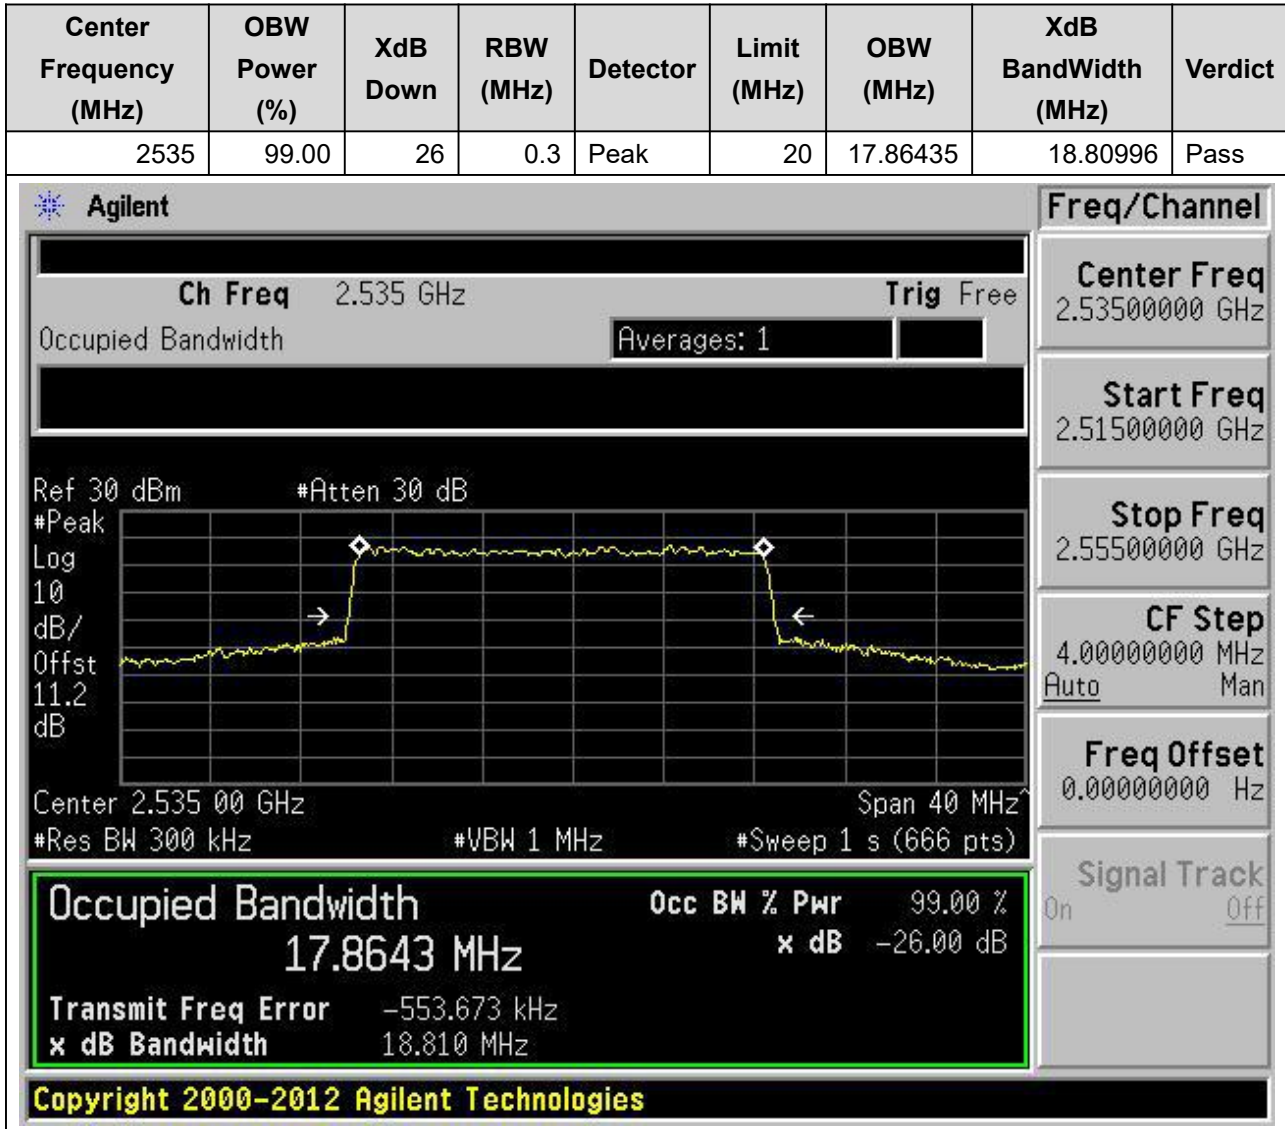 Center Frequency (MHz) OBW Power (%) XdB Down RBW (MHz) Detector Limit (MHz) OBW (MHz) XdB BandWidth (MHz) Verdict
2535 99.00 26 0.3 Peak 20 17.86435 18.80996 Pass
Agilent
Freq/Channel
Ch Freq 2.535 GHz Trig Free
Occupied Bandwidth Averages: 1
Center Freq
2.53500000 GHz
Start Freq
2.51500000 GHz
Stop Freq
2.55500000 GHz
CF Step
4.00000000 MHz
Auto Man
Freq Offset
0.00000000 Hz
Signal Track
On Off
Ref 30 dBm #Atten 30 dB
#Peak
Log
10
dB/
Offst
11.2
dB
Center 2.535 00 GHz Span 40 MHz^
#Res BW 300 kHz #VBW 1 MHz #Sweep 1 s (666 pts)
Occupied Bandwidth Occ BW % Pwr 99.00 %
17.8643 MHz x dB -26.00 dB
Transmit Freq Error -553.673 kHz
x dB Bandwidth 18.810 MHz
Copyright 2000-2012 Agilent Technologies